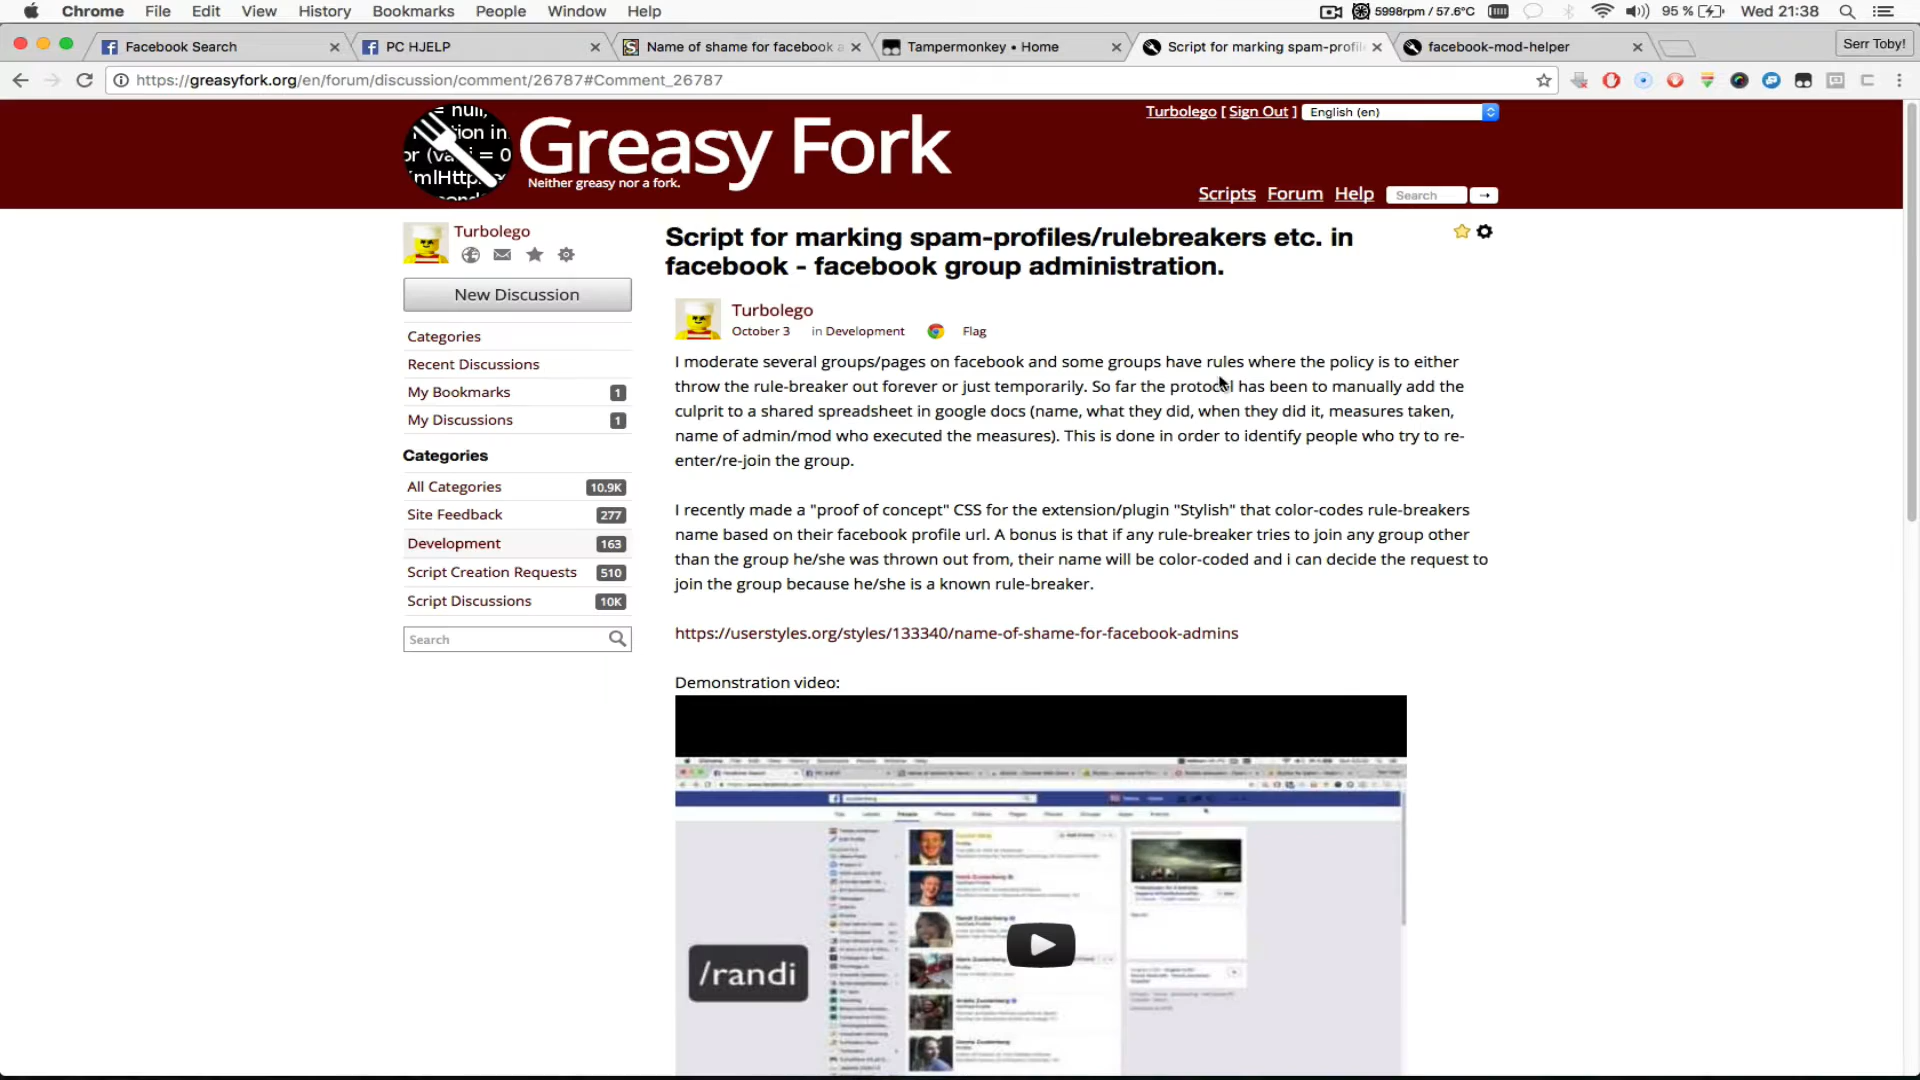 Chrome File Edit View History Bookmarks People Window Help 5998rpm / 57.6°C 95 % Wed 21:38
Facebook Search PC HJELP Name of shame for facebook a Tampermonkey • Home Script for marking spam-profil facebook-mod-helper Serr Toby!
https://greasyfork.org/en/forum/discussion/comment/26787#Comment_26787
Turbolego [ Sign Out ] English (en)
Greasy Fork
Neither greasy nor a fork.
Scripts Forum Help Search →
Turbolego
New Discussion
Categories
Recent Discussions
My Bookmarks 1
My Discussions 1
Categories
All Categories 10.9K
Site Feedback 277
Development 163
Script Creation Requests 510
Script Discussions 10K
Search
Script for marking spam-profiles/rulebreakers etc. in
facebook - facebook group administration.
Turbolego
October 3 in Development Flag
I moderate several groups/pages on facebook and some groups have rules where the policy is to either
throw the rule-breaker out forever or just temporarily. So far the protocol has been to manually add the
culprit to a shared spreadsheet in google docs (name, what they did, when they did it, measures taken,
name of admin/mod who executed the measures). This is done in order to identify people who try to re-
enter/re-join the group.
I recently made a "proof of concept" CSS for the extension/plugin "Stylish" that color-codes rule-breakers
name based on their facebook profile url. A bonus is that if any rule-breaker tries to join any group other
than the group he/she was thrown out from, their name will be color-coded and i can decide the request to
join the group because he/she is a known rule-breaker.
https://userstyles.org/styles/133340/name-of-shame-for-facebook-admins
Demonstration video:
/randi